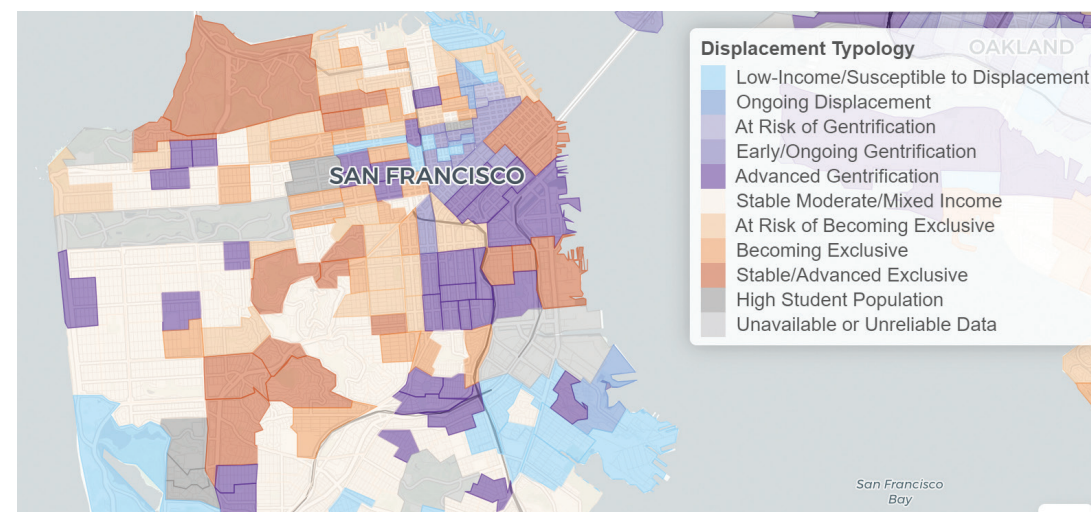 Displacement Typology
OAKLAND
Low-Income/Susceptible to Displacement
Ongoing Displacement
At Risk of Gentrification
Early/Ongoing Gentrification
Advanced Gentrification
Stable Moderate/Mixed Income
At Risk of Becoming Exclusive
Becoming Exclusive
Stable/Advanced Exclusive
High Student Population
Unavailable or Unreliable Data
SAN FRANCISCO
San Francisco
Bay